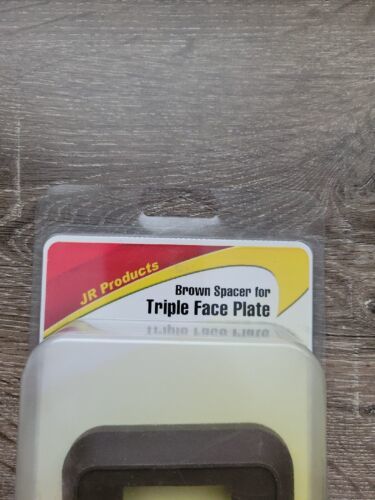 JR Products
Brown Spacer for
Triple Face Plate